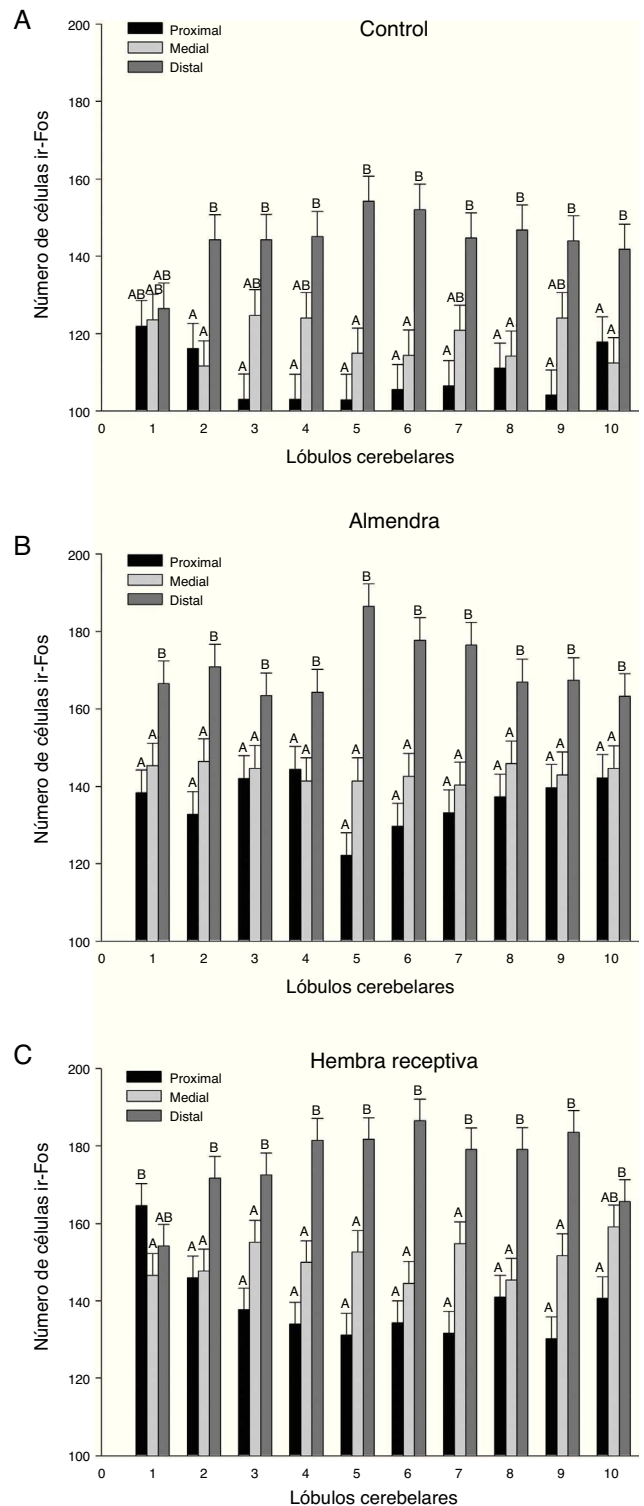 A
Control
Proximal
Medial
Distal
Número de células ir-Fos
200
180
160
140
120
100
AB AB AB
A A B
A AB B
A AB B
A A B
A A B
A AB B
A A B
A AB B
A A B
0 1 2 3 4 5 6 7 8 9 10
Lóbulos cerebelares
B
Almendra
Proximal
Medial
Distal
Número de células ir-Fos
200
180
160
140
120
100
A A B
A A B
A A B
A A B
A A B
A A B
A A B
A A B
A A B
A A B
0 1 2 3 4 5 6 7 8 9 10
Lóbulos cerebelares
C
Hembra receptiva
Proximal
Medial
Distal
Número de células ir-Fos
200
180
160
140
120
100
B A AB
A A B
A A B
A A B
A A B
A A B
A A B
A A B
A A B
A AB B
0 1 2 3 4 5 6 7 8 9 10
Lóbulos cerebelares